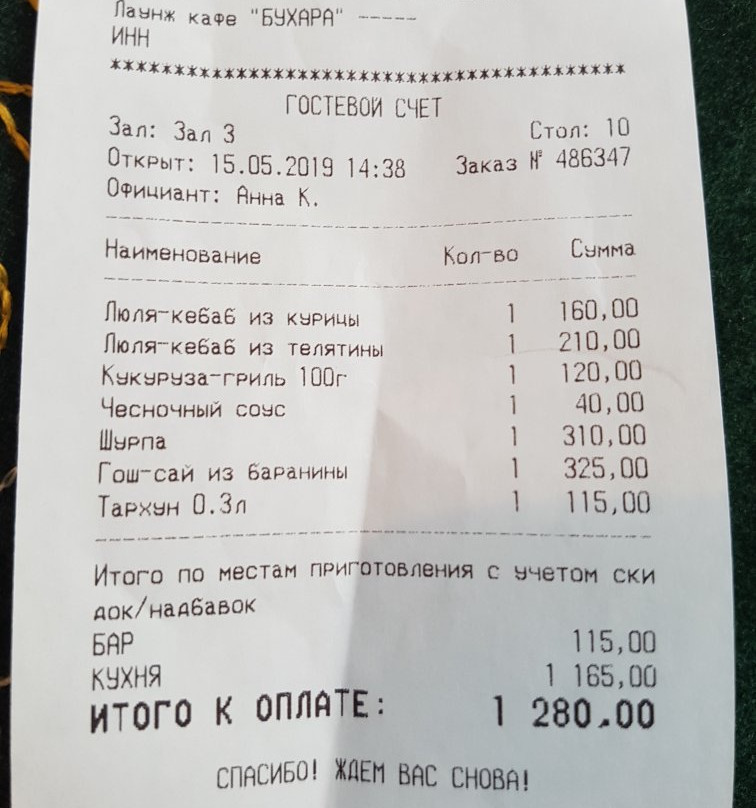 Лаунж кафе "БУХАРА" -----
ИНН
*****************************************
ГОСТЕВОЙ СЧЕТ
Зал: Зал 3 Стол: 10
Открыт: 15.05.2019 14:38 Заказ № 486347
Официант: Анна К.
Наименование Кол-во Сумма
Люля-кебаб из курицы 1 160,00
Люля-кебаб из телятины 1 210,00
Кукуруза-гриль 100г 1 120,00
Чесночный соус 1 40,00
Шурпа 1 310,00
Гош-сай из баранины 1 325,00
Тархун 0.3л 1 115,00
Итого по местам приготовления с учетом ски
док/надбавок
БАР 115,00
КУХНЯ 1 165,00
ИТОГО К ОПЛАТЕ: 1 280.00
СПАСИБО! ЖДЕМ ВАС СНОВА!